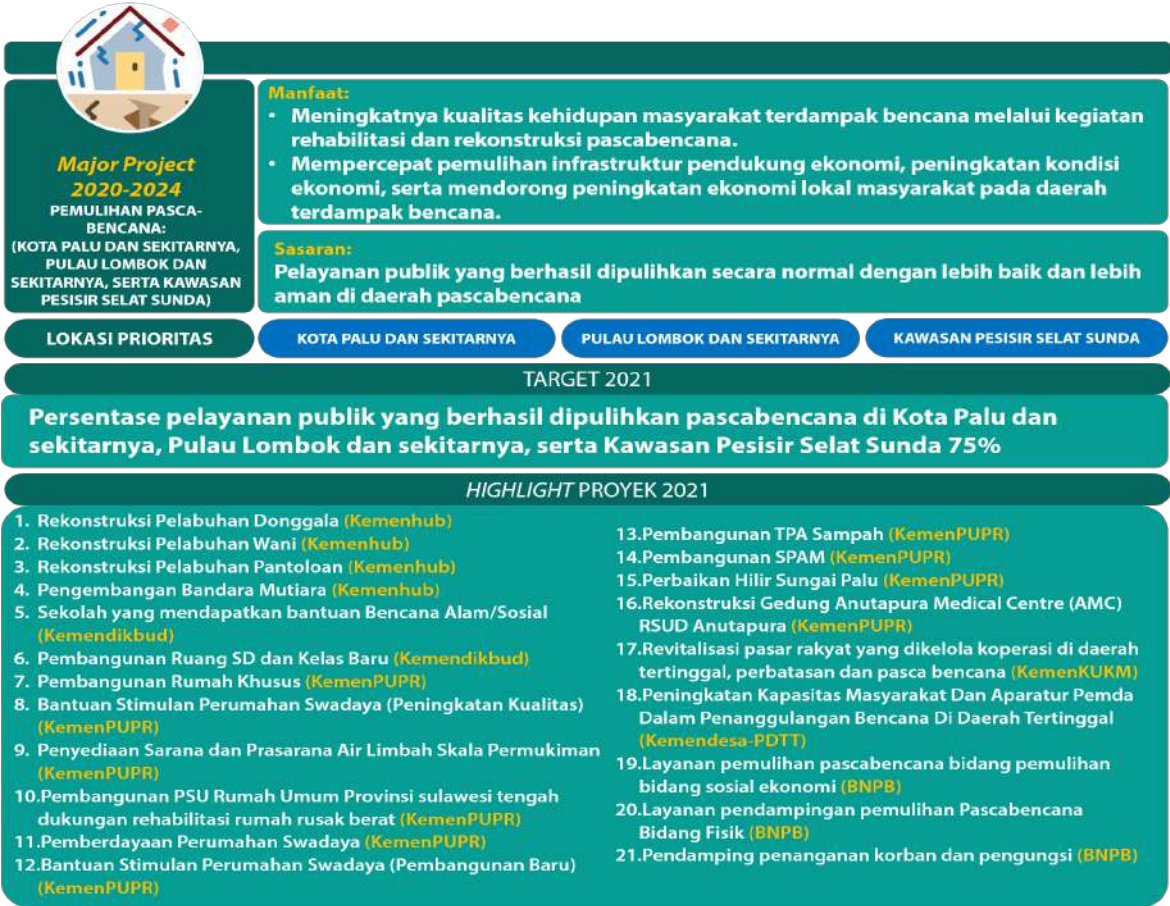 Major Project
2020-2024
PEMULIHAN PASCA-
BENCANA:
(KOTA PALU DAN SEKITARNYA,
PULAU LOMBOK DAN
SEKITARNYA, SERTA KAWASAN
PESISIR SELAT SUNDA)
Manfaat:
• Meningkatnya kualitas kehidupan masyarakat terdampak bencana melalui kegiatan
rehabilitasi dan rekonstruksi pascabencana.
• Mempercepat pemulihan infrastruktur pendukung ekonomi, peningkatan kondisi
ekonomi, serta mendorong peningkatan ekonomi lokal masyarakat pada daerah
terdampak bencana.
Sasaran:
Pelayanan publik yang berhasil dipulihkan secara normal dengan lebih baik dan lebih
aman di daerah pascabencana
LOKASI PRIORITAS
KOTA PALU DAN SEKITARNYA
PULAU LOMBOK DAN SEKITARNYA
KAWASAN PESISIR SELAT SUNDA
TARGET 2021
Persentase pelayanan publik yang berhasil dipulihkan pascabencana di Kota Palu dan
sekitarnya, Pulau Lombok dan sekitarnya, serta Kawasan Pesisir Selat Sunda 75%
HIGHLIGHT PROYEK 2021
1. Rekonstruksi Pelabuhan Donggala (Kemenhub)
2. Rekonstruksi Pelabuhan Wani (Kemenhub)
3. Rekonstruksi Pelabuhan Pantoloan (Kemenhub)
4. Pengembangan Bandara Mutiara (Kemenhub)
5. Sekolah yang mendapatkan bantuan Bencana Alam/Sosial
(Kemendikbud)
6. Pembangunan Ruang SD dan Kelas Baru (Kemendikbud)
7. Pembangunan Rumah Khusus (KemenPUPR)
8. Bantuan Stimulan Perumahan Swadaya (Peningkatan Kualitas)
(KemenPUPR)
9. Penyediaan Sarana dan Prasarana Air Limbah Skala Permukiman
(KemenPUPR)
10.Pembangunan PSU Rumah Umum Provinsi sulawesi tengah
dukungan rehabilitasi rumah rusak berat (KemenPUPR)
11.Pemberdayaan Perumahan Swadaya (KemenPUPR)
12.Bantuan Stimulan Perumahan Swadaya (Pembangunan Baru)
(KemenPUPR)
13.Pembangunan TPA Sampah (KemenPUPR)
14.Pembangunan SPAM (KemenPUPR)
15.Perbaikan Hilir Sungai Palu (KemenPUPR)
16.Rekonstruksi Gedung Anutapura Medical Centre (AMC)
RSUD Anutapura (KemenPUPR)
17.Revitalisasi pasar rakyat yang dikelola koperasi di daerah
tertinggal, perbatasan dan pasca bencana (KemenKUKM)
18.Peningkatan Kapasitas Masyarakat Dan Aparatur Pemda
Dalam Penanggulangan Bencana Di Daerah Tertinggal
(Kemendesa-PDTT)
19.Layanan pemulihan pascabencana bidang pemulihan
bidang sosial ekonomi (BNPB)
20.Layanan pendampingan pemulihan Pascabencana
Bidang Fisik (BNPB)
21.Pendamping penanganan korban dan pengungsi (BNPB)